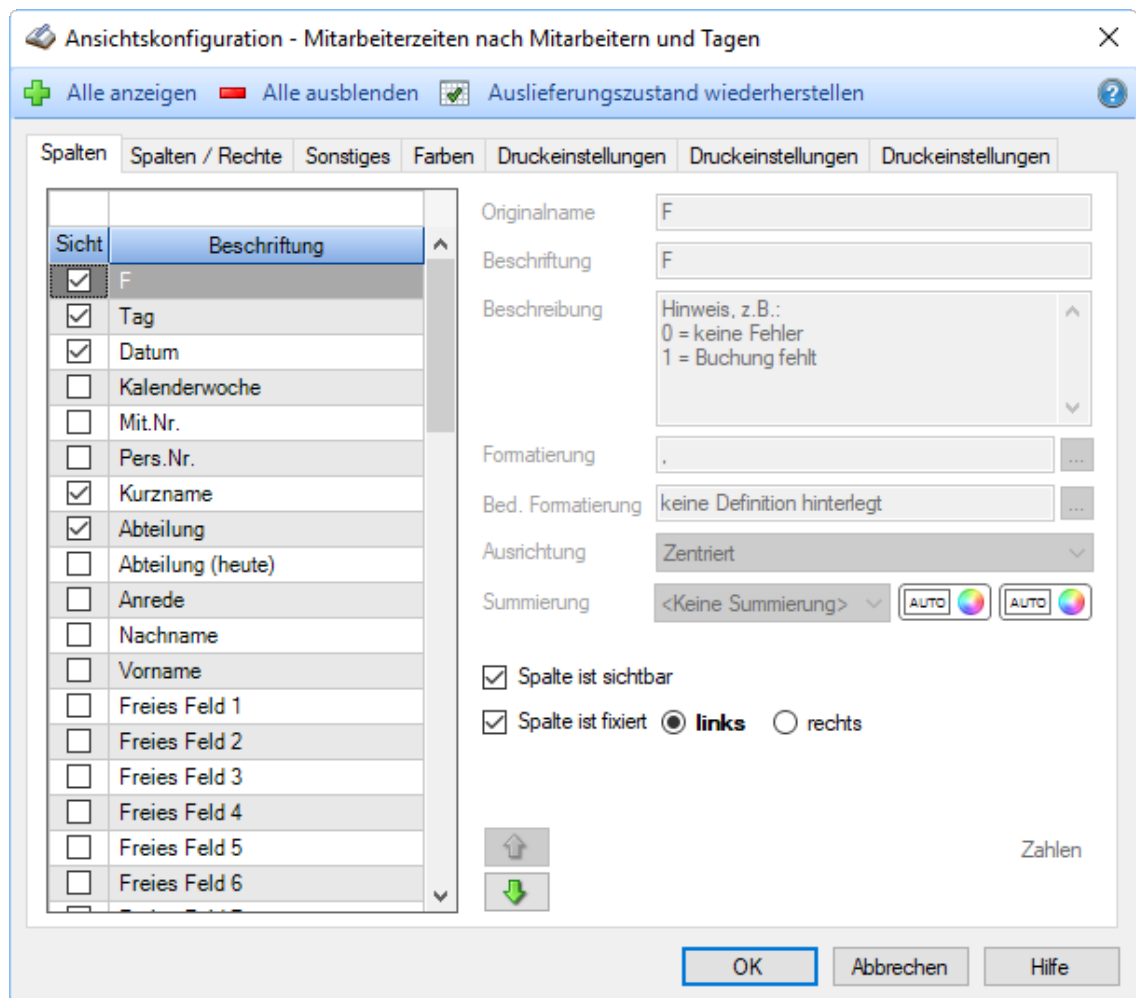 Ansichtskonfiguration - Mitarbeiterzeiten nach Mitarbeitern und Tagen
Alle anzeigen Alle ausblenden Auslieferungszustand wiederherstellen
Spalten Spalten / Rechte Sonstiges Farben Druckeinstellungen Druckeinstellungen Druckeinstellungen
Sicht Beschriftung
F
Tag
Datum
Kalenderwoche
Mit.Nr.
Pers.Nr.
Kurzname
Abteilung
Abteilung (heute)
Anrede
Nachname
Vorname
Freies Feld 1
Freies Feld 2
Freies Feld 3
Freies Feld 4
Freies Feld 5
Freies Feld 6
Originalname F
Beschriftung F
Beschreibung Hinweis, z.B.:
0 = keine Fehler
1 = Buchung fehlt
Formatierung , ...
Bed. Formatierung keine Definition hinterlegt ...
Ausrichtung Zentriert
Summierung <Keine Summierung> AUTO AUTO
Spalte ist sichtbar
Spalte ist fixiert links rechts
Zahlen
OK Abbrechen Hilfe